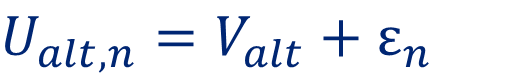 U_{alt,n} = V_{alt} + ε_n